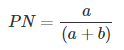 PN = a / (a + b)